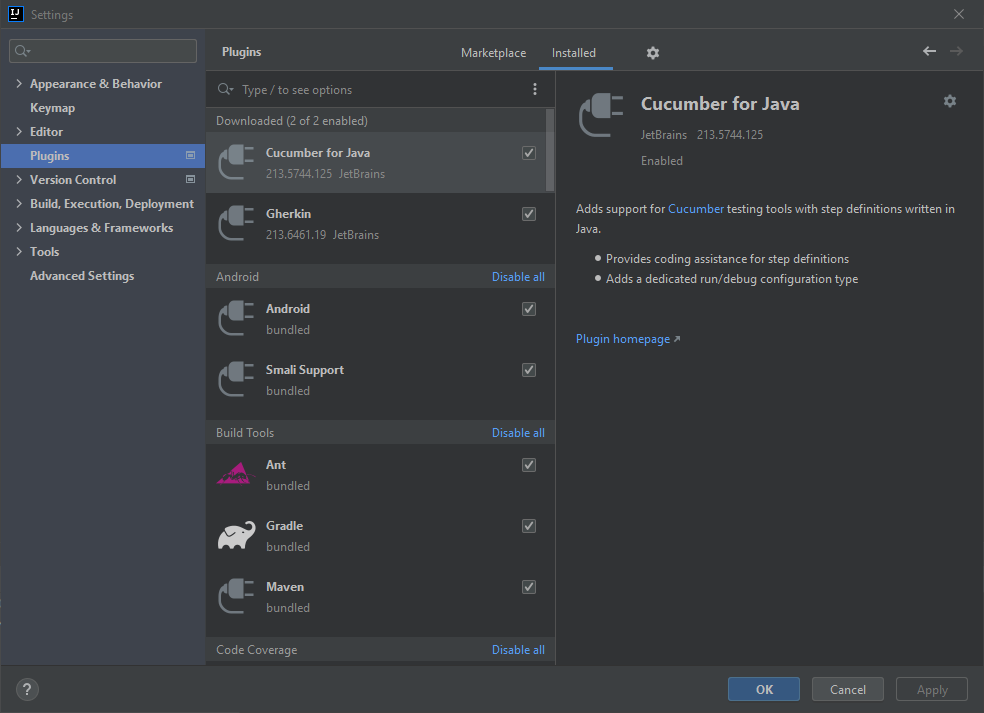 IJ
Settings
Appearance & Behavior
Keymap
Editor
Plugins
Version Control
Build, Execution, Deployment
Languages & Frameworks
Tools
Advanced Settings
Plugins
Marketplace
Installed
Type / to see options
Downloaded (2 of 2 enabled)
Cucumber for Java
213.5744.125 JetBrains
Gherkin
213.6461.19 JetBrains
Android Disable all
Android
bundled
Smali Support
bundled
Build Tools Disable all
Ant
bundled
Gradle
bundled
Maven
bundled
Code Coverage Disable all
Cucumber for Java
JetBrains 213.5744.125
Enabled
Adds support for Cucumber testing tools with step definitions written in
Java.
Provides coding assistance for step definitions
Adds a dedicated run/debug configuration type
Plugin homepage
?
OK
Cancel
Apply